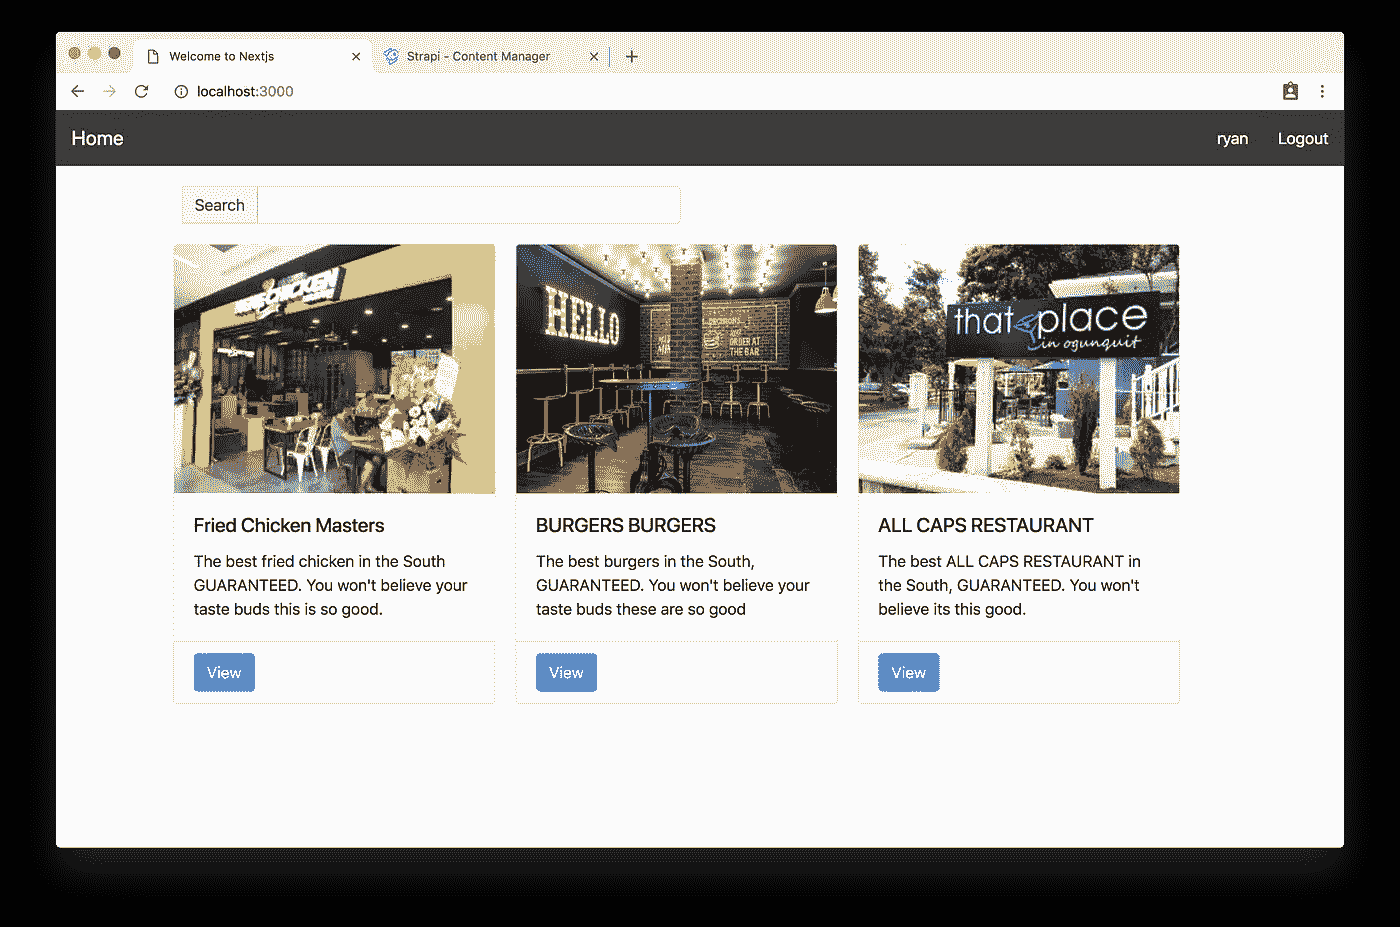 Welcome to Nextjs
Strapi - Content Manager
localhost:3000
Home
ryan
Logout
Search
CHICKEN
HELLO
ORDER AT
THE BAR
that place
in ogunquit
Fried Chicken Masters
The best fried chicken in the South
GUARANTEED. You won't believe your
taste buds this is so good.
View
BURGERS BURGERS
The best burgers in the South,
GUARANTEED. You won't believe your
taste buds these are so good
View
ALL CAPS RESTAURANT
The best ALL CAPS RESTAURANT in
the South, GUARANTEED. You won't
believe its this good.
View